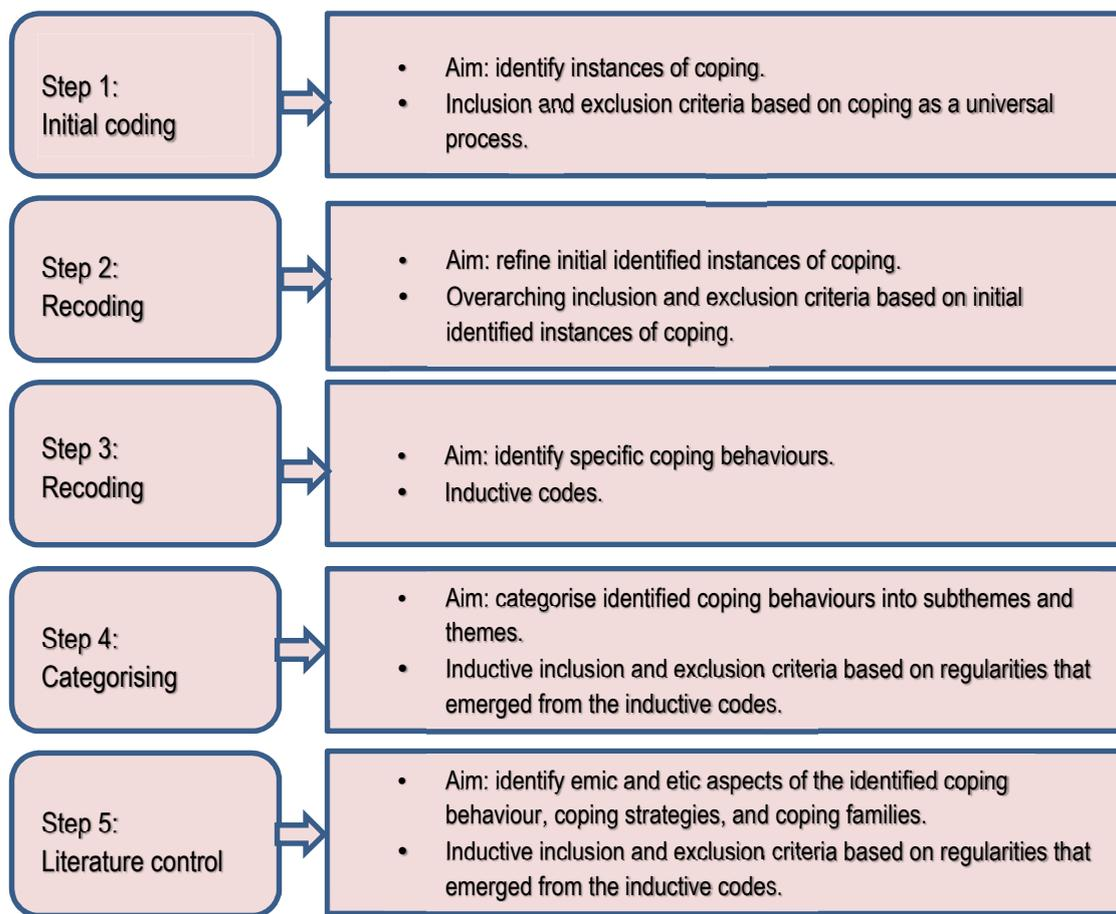 Step 1:
Initial coding
• Aim: identify instances of coping.
• Inclusion and exclusion criteria based on coping as a universal
process.
Step 2:
Recoding
• Aim: refine initial identified instances of coping.
• Overarching inclusion and exclusion criteria based on initial
identified instances of coping.
Step 3:
Recoding
• Aim: identify specific coping behaviours.
• Inductive codes.
Step 4:
Categorising
• Aim: categorise identified coping behaviours into subthemes and
themes.
• Inductive inclusion and exclusion criteria based on regularities that
emerged from the inductive codes.
Step 5:
Literature control
• Aim: identify emic and etic aspects of the identified coping
behaviour, coping strategies, and coping families.
• Inductive inclusion and exclusion criteria based on regularities that
emerged from the inductive codes.